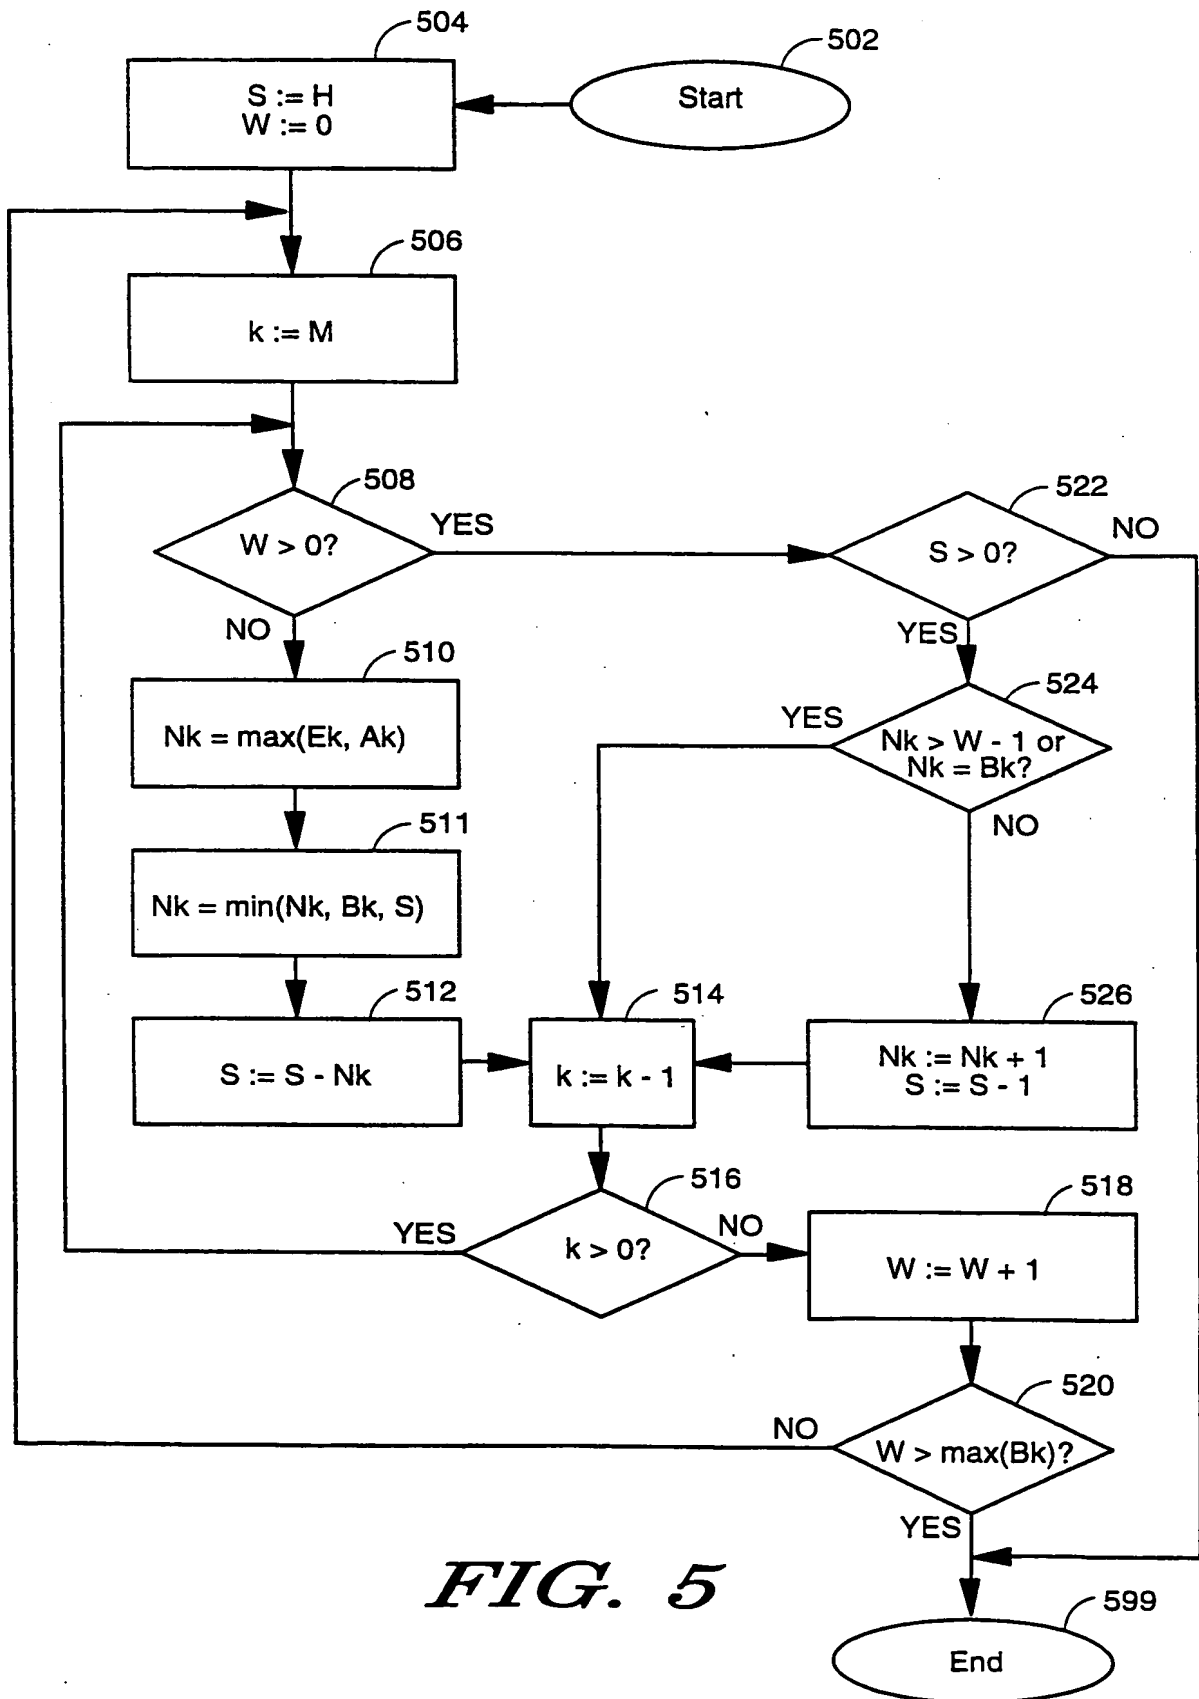 504
502
S := H
W := 0
Start
506
k := M
508
522
W > 0?
YES
S > 0?
NO
NO
YES
510
524
Nk = max(Ek, Ak)
YES
Nk > W - 1 or
Nk = Bk?
511
NO
Nk = min(Nk, Bk, S)
512
514
526
S := S - Nk
k := k - 1
Nk := Nk + 1
S := S - 1
516
518
YES
k > 0?
NO
W := W + 1
520
NO
W > max(Bk)?
YES
FIG. 5
599
End